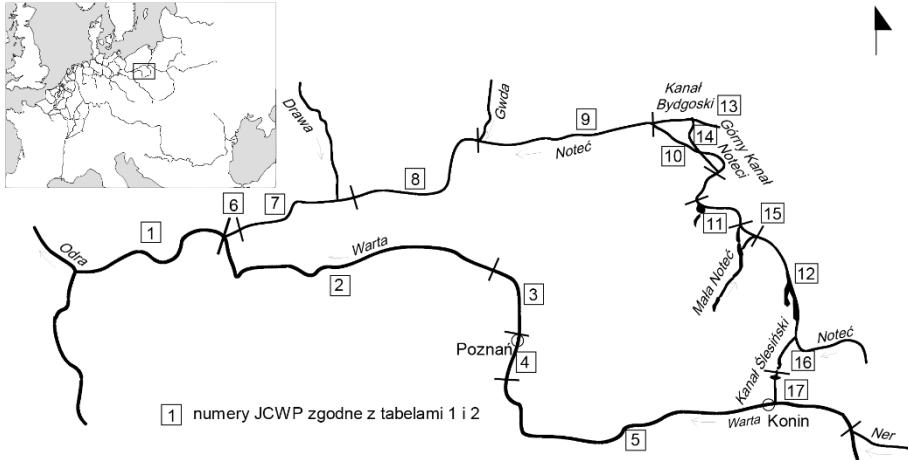 Kanał
Bydgoski
13
Gwda
9
14
Górny Kanał
Noteci
Drawa
Noteć
10
8
7
6
11
15
1
Odra
Warta
2
Mała Noteć
12
3
Poznań
4
Kanał Ślesiński
Noteć
16
17
1 numery JCWP zgodne z tabelami 1 i 2
5
Warta
Konin
Ner